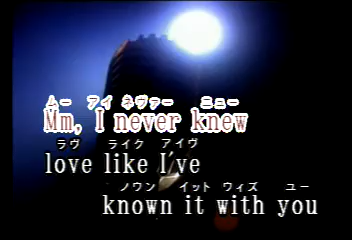 ムー アイ ネヴァー ニュー
Mm, I never knew
ラヴ ライク アイヴ
love like I've
ノウン イット ウィズ ユー
known it with you